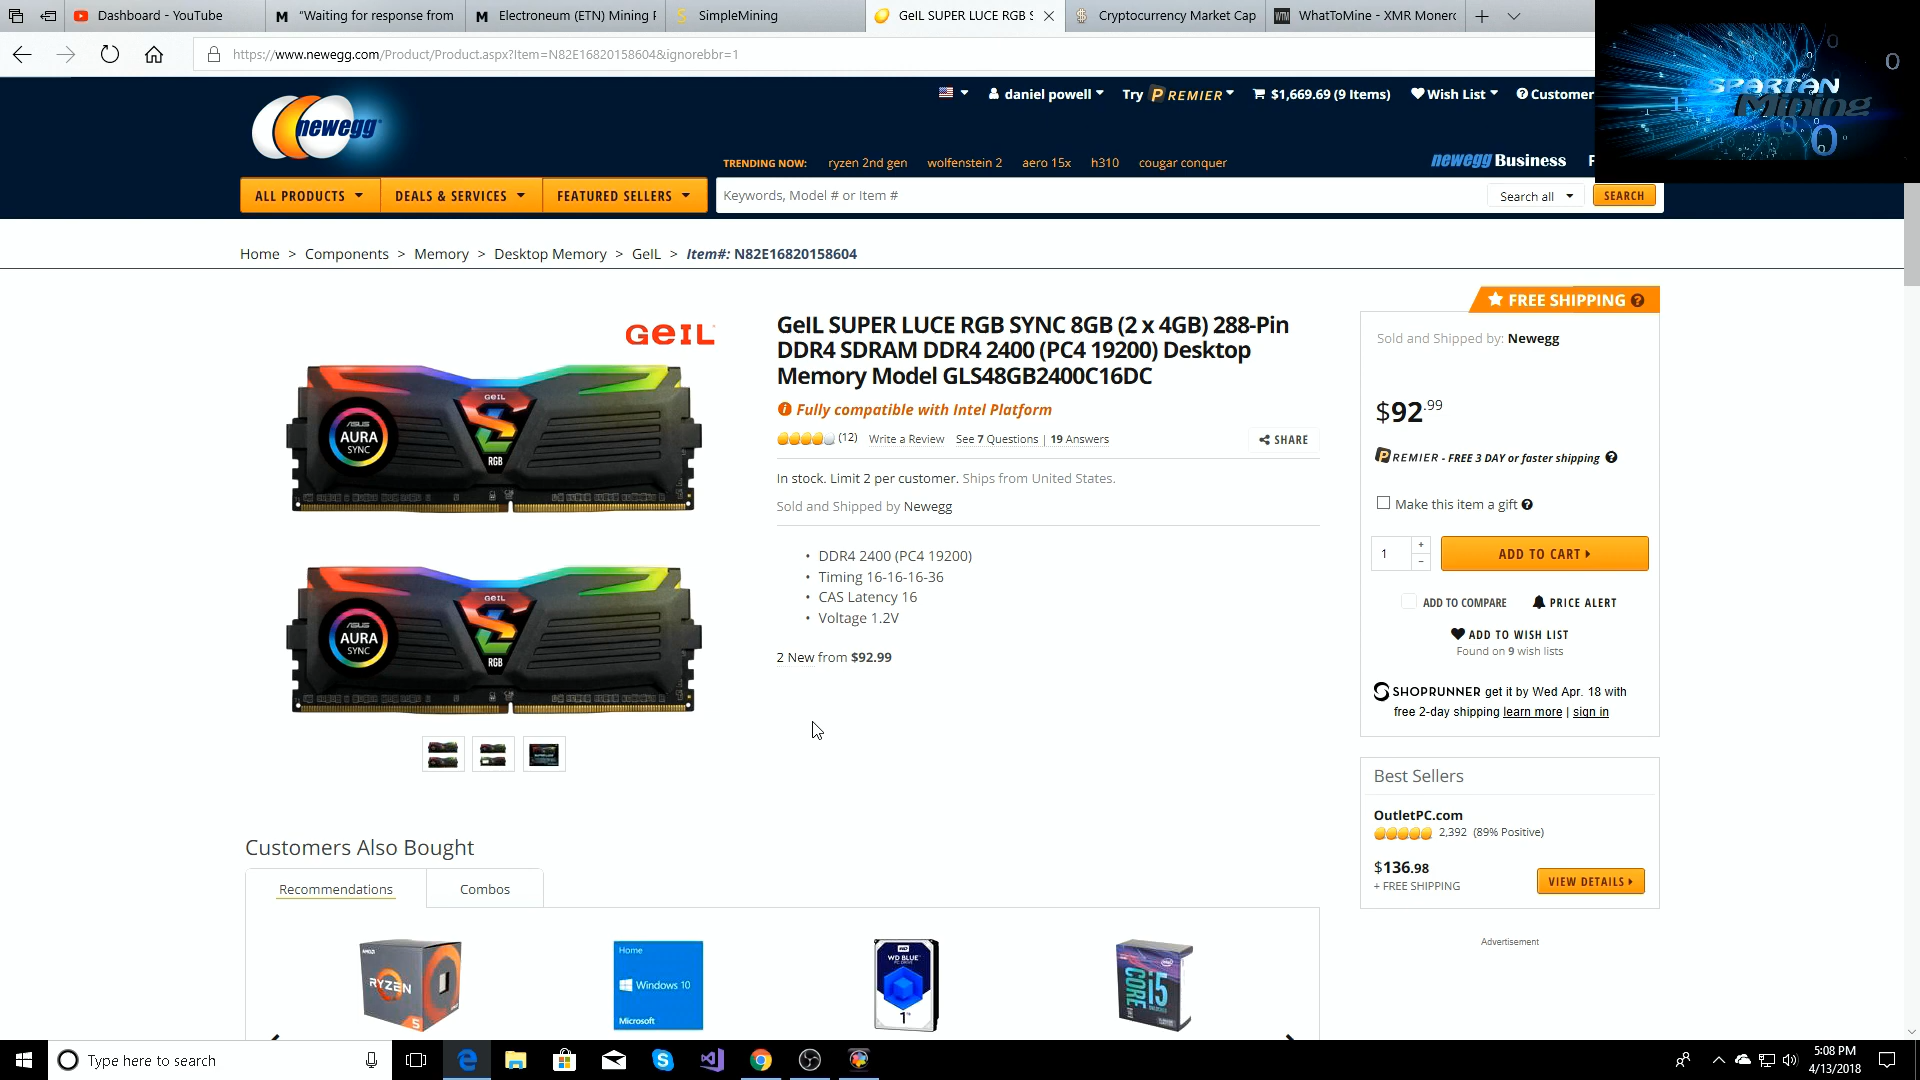 Dashboard - YouTube
"Waiting for response from
Electroneum (ETN) Mining P
SimpleMining
GeIL SUPER LUCE RGB S
Cryptocurrency Market Cap
WhatToMine - XMR Monero
https://www.newegg.com/Product/Product.aspx?Item=N82E16820158604&ignorebbr=1
SPARTAN
Mining
newegg
daniel powell
Try PREMIER
$1,669.69 (9 Items)
Wish List
Customer
TRENDING NOW: ryzen 2nd gen wolfenstein 2 aero 15x h310 cougar conquer
newegg Business
ALL PRODUCTS
DEALS & SERVICES
FEATURED SELLERS
Keywords, Model # or Item #
Search all
SEARCH
Home > Components > Memory > Desktop Memory > GeIL > Item#: N82E16820158604
GeIL
GeIL
ASUS
AURA
SYNC
RGB
GeIL
ASUS
AURA
SYNC
RGB
GeIL SUPER LUCE RGB SYNC 8GB (2 x 4GB) 288-Pin
DDR4 SDRAM DDR4 2400 (PC4 19200) Desktop
Memory Model GLS48GB2400C16DC
Fully compatible with Intel Platform
(12) Write a Review See 7 Questions | 19 Answers
SHARE
In stock. Limit 2 per customer. Ships from United States.
Sold and Shipped by Newegg
• DDR4 2400 (PC4 19200)
• Timing 16-16-16-36
• CAS Latency 16
• Voltage 1.2V
2 New from $92.99
FREE SHIPPING
Sold and Shipped by: Newegg
$92.99
PREMIER - FREE 3 DAY or faster shipping
Make this item a gift
1
ADD TO CART
ADD TO COMPARE
PRICE ALERT
ADD TO WISH LIST
Found on 9 wish lists
SHOPRUNNER get it by Wed Apr. 18 with
free 2-day shipping learn more | sign in
Best Sellers
OutletPC.com
2,392 (89% Positive)
$136.98
+ FREE SHIPPING
VIEW DETAILS
Advertisement
Customers Also Bought
Recommendations
Combos
AMD
RYZEN
5
Home
Windows 10
Microsoft
WD
WD BLUE
1
CORE i5
Type here to search
5:08 PM
4/13/2018